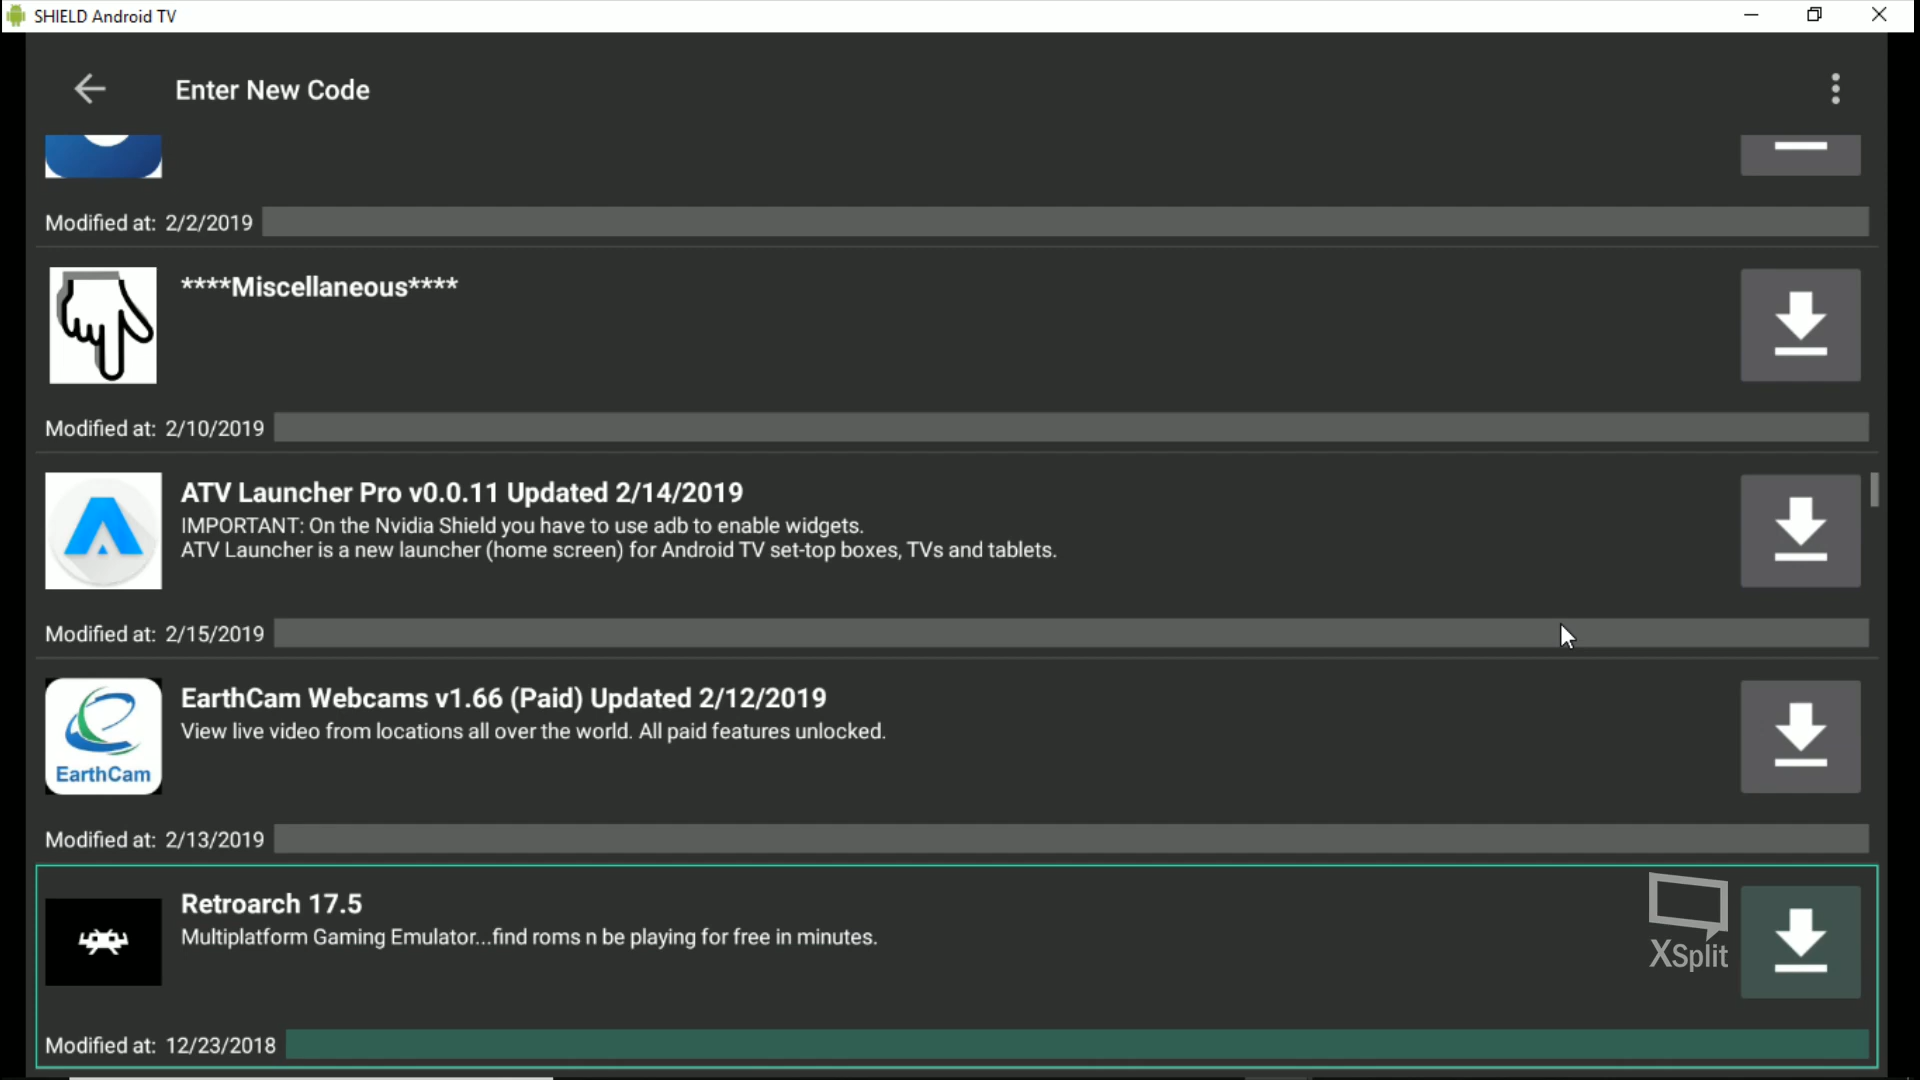 SHIELD Android TV
Enter New Code
Modified at: 2/2/2019
****Miscellaneous****
Modified at: 2/10/2019
ATV Launcher Pro v0.0.11 Updated 2/14/2019
IMPORTANT: On the Nvidia Shield you have to use adb to enable widgets.
ATV Launcher is a new launcher (home screen) for Android TV set-top boxes, TVs and tablets.
Modified at: 2/15/2019
EarthCam Webcams v1.66 (Paid) Updated 2/12/2019
View live video from locations all over the world. All paid features unlocked.
EarthCam
Modified at: 2/13/2019
Retroarch 17.5
Multiplatform Gaming Emulator...find roms n be playing for free in minutes.
XSplit
Modified at: 12/23/2018